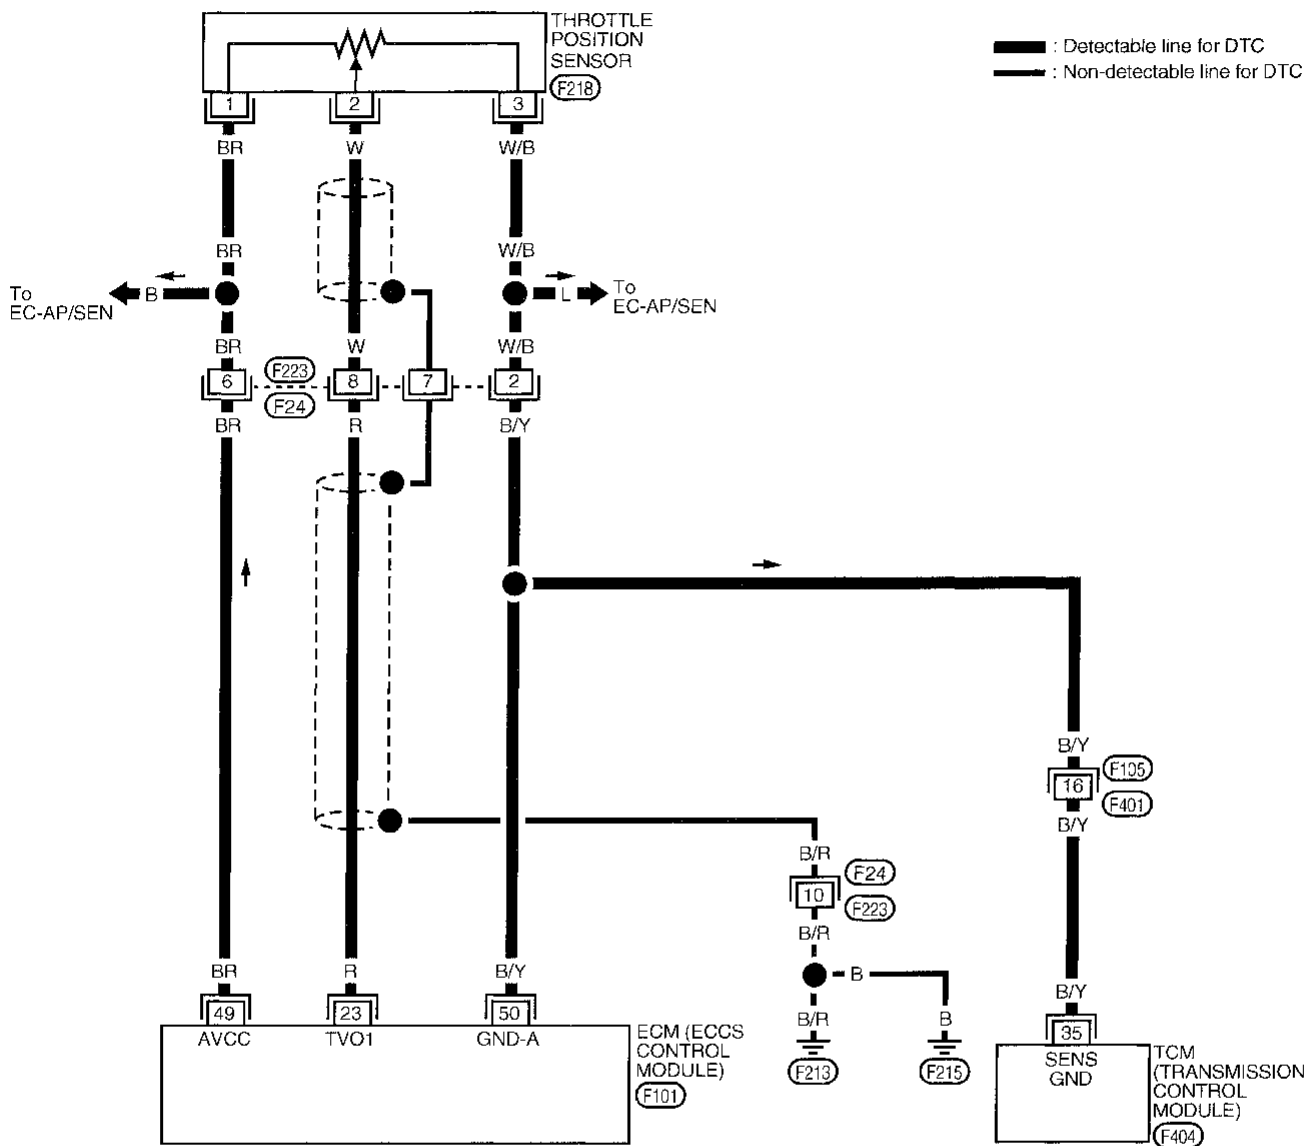 THROTTLE
POSITION
SENSOR
F218
: Detectable line for DTC
: Non-detectable line for DTC
1 2 3
BR W W/B
BR W/B
To
EC-AP/SEN
B
L
To
EC-AP/SEN
BR W W/B
6 F223 8 7 2
F24
BR R B/Y
B/Y
16 F105
F401
B/Y
B/R
10 F24
F223
B/R
B
BR R B/Y
B/R B B/Y
49 23 50
AVCC TVO1 GND-A
ECM (ECCS
CONTROL
MODULE)
F101
F213 F215
35
SENS
GND
TCM
(TRANSMISSION
CONTROL
MODULE)
F404